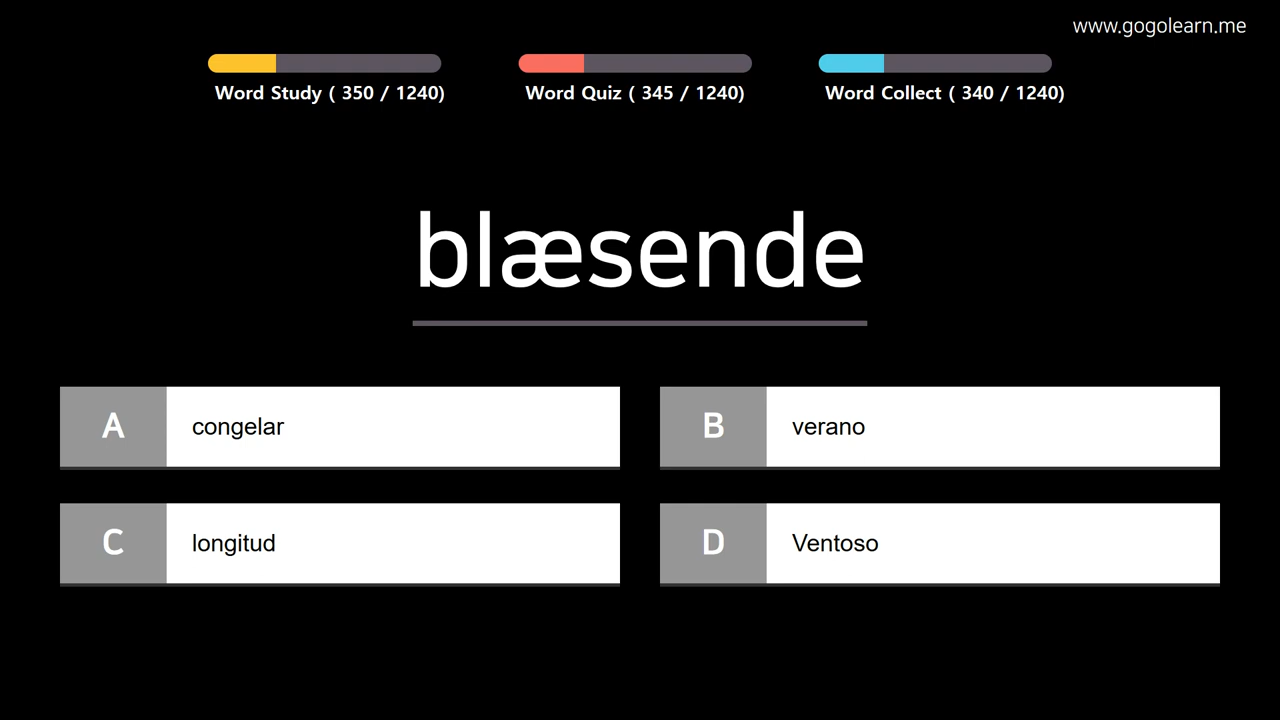 www.gogolearn.me
Word Study ( 350 / 1240)
Word Quiz ( 345 / 1240)
Word Collect ( 340 / 1240)
blæsende
A congelar
B verano
C longitud
D Ventoso